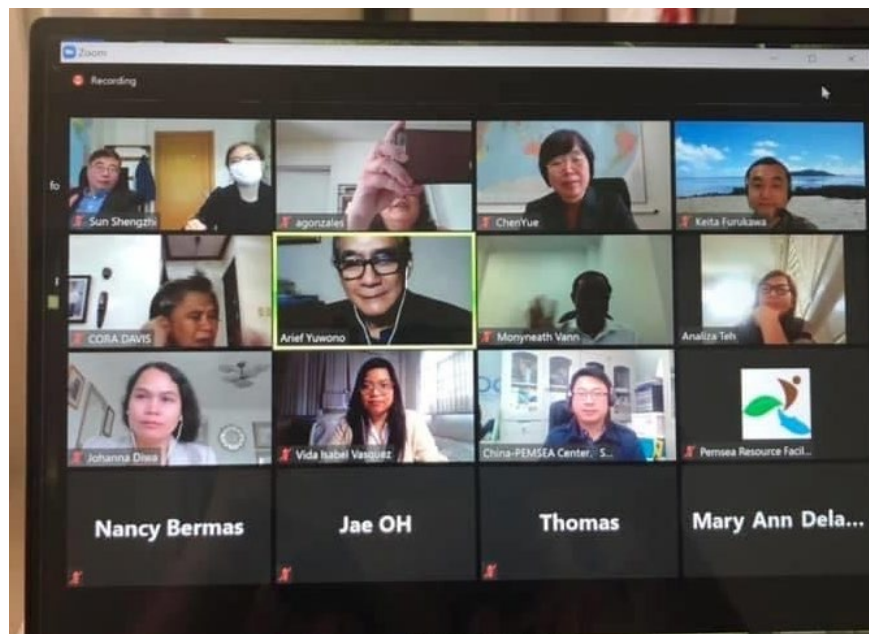 Zoom
Recording
Sun Shengzhi
agonzales
ChenYue
Keita Furukawa
CORA DAVIS
Arief Yuwono
Monyneath Vann
Analiza Teh
Johanna Diwa
Vida Isabel Vasquez
China-PEMSEA Center. S...
Pemsea Resource Facil...
Nancy Bermas
Jae OH
Thomas
Mary Ann Dela...